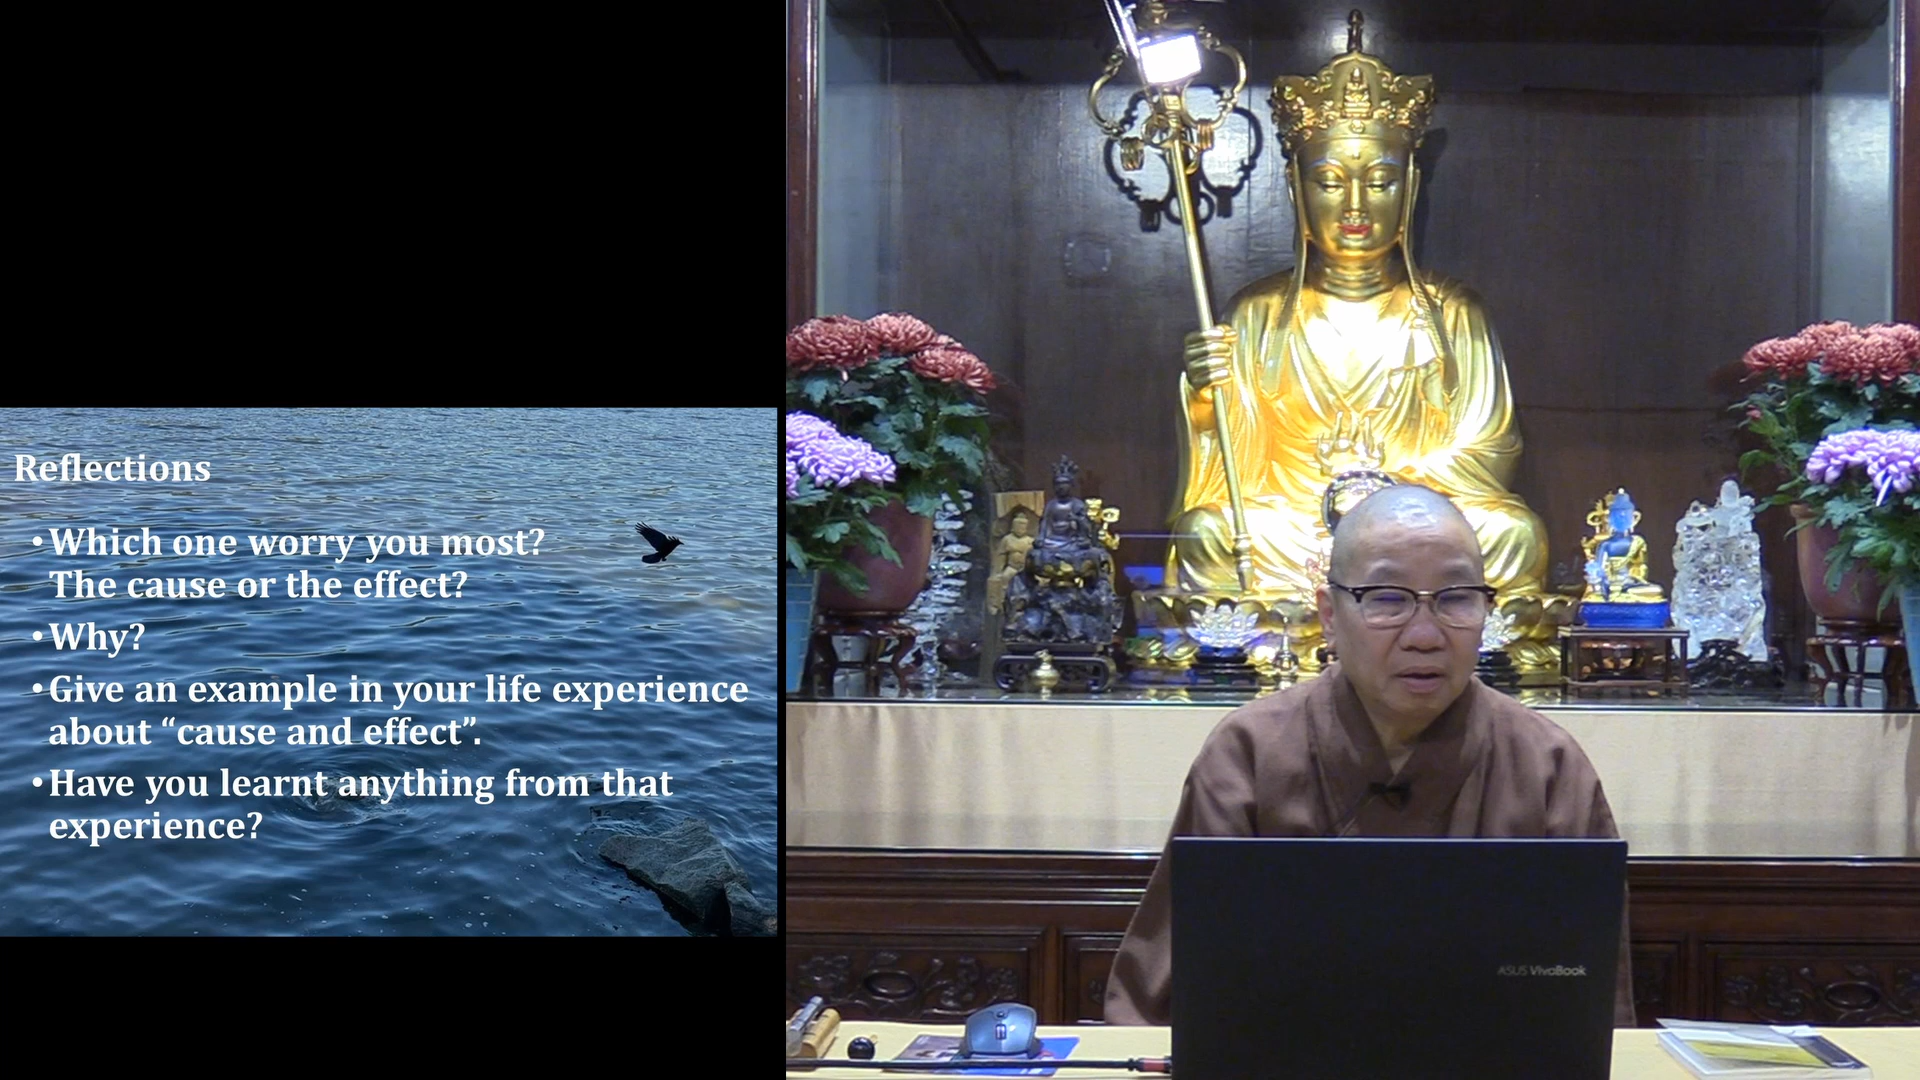 Reflections
• Which one worry you most?
The cause or the effect?
• Why?
• Give an example in your life experience
about “cause and effect”.
• Have you learnt anything from that
experience?
ASUS VivoBook